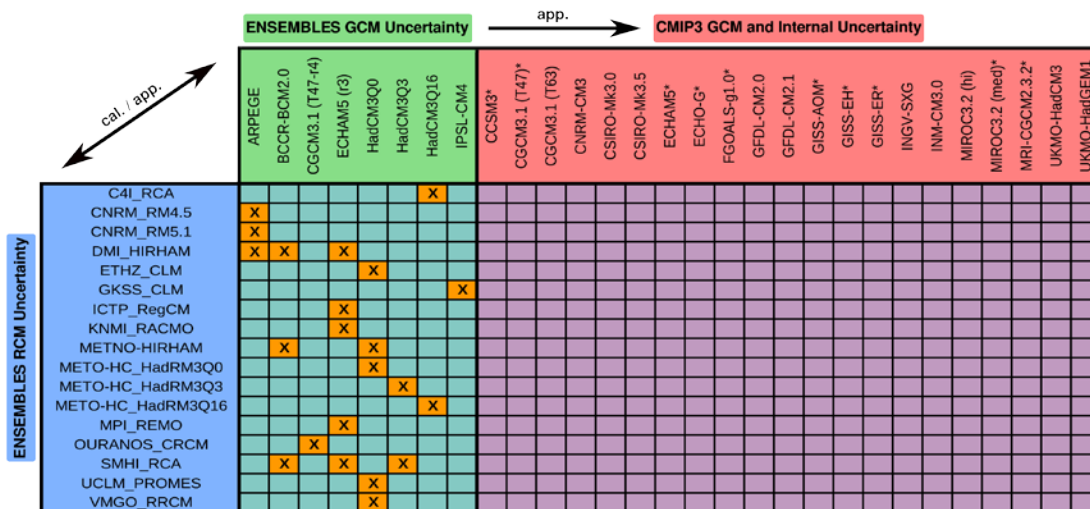 app.
ENSEMBLES GCM Uncertainty
CMIP3 GCM and Internal Uncertainty
cal. / app.
ARPEGE
BCCR-BCM2.0
CGCM3.1 (T47-r4)
ECHAM5 (r3)
HadCM3Q0
HadCM3Q3
HadCM3Q16
IPSL-CM4
CCSM3*
CGCM3.1 (T47)*
CGCM3.1 (T63)
CNRM-CM3
CSIRO-Mk3.0
CSIRO-Mk3.5
ECHAM5*
ECHO-G*
FGOALS-g1.0*
GFDL-CM2.0
GFDL-CM2.1
GISS-AOM*
GISS-EH*
GISS-ER*
INGV-SXG
INM-CM3.0
MIROC3.2 (hi)
MIROC3.2 (med)*
MRI-CGCM2.3.2*
UKMO-HadCM3
UKMO-HadGEM1
ENSEMBLES RCM Uncertainty
C4I_RCA X
CNRM_RM4.5 X
CNRM_RM5.1 X
DMI_HIRHAM X X X
ETHZ_CLM X
GKSS_CLM X
ICTP_RegCM X
KNMI_RACMO X
METNO-HIRHAM X X
METO-HC_HadRM3Q0 X
METO-HC_HadRM3Q3 X
METO-HC_HadRM3Q16 X
MPI_REMO X
OURANOS_CRCM X
SMHI_RCA X X X
UCLM_PROMES X
VMGO_RRCM X